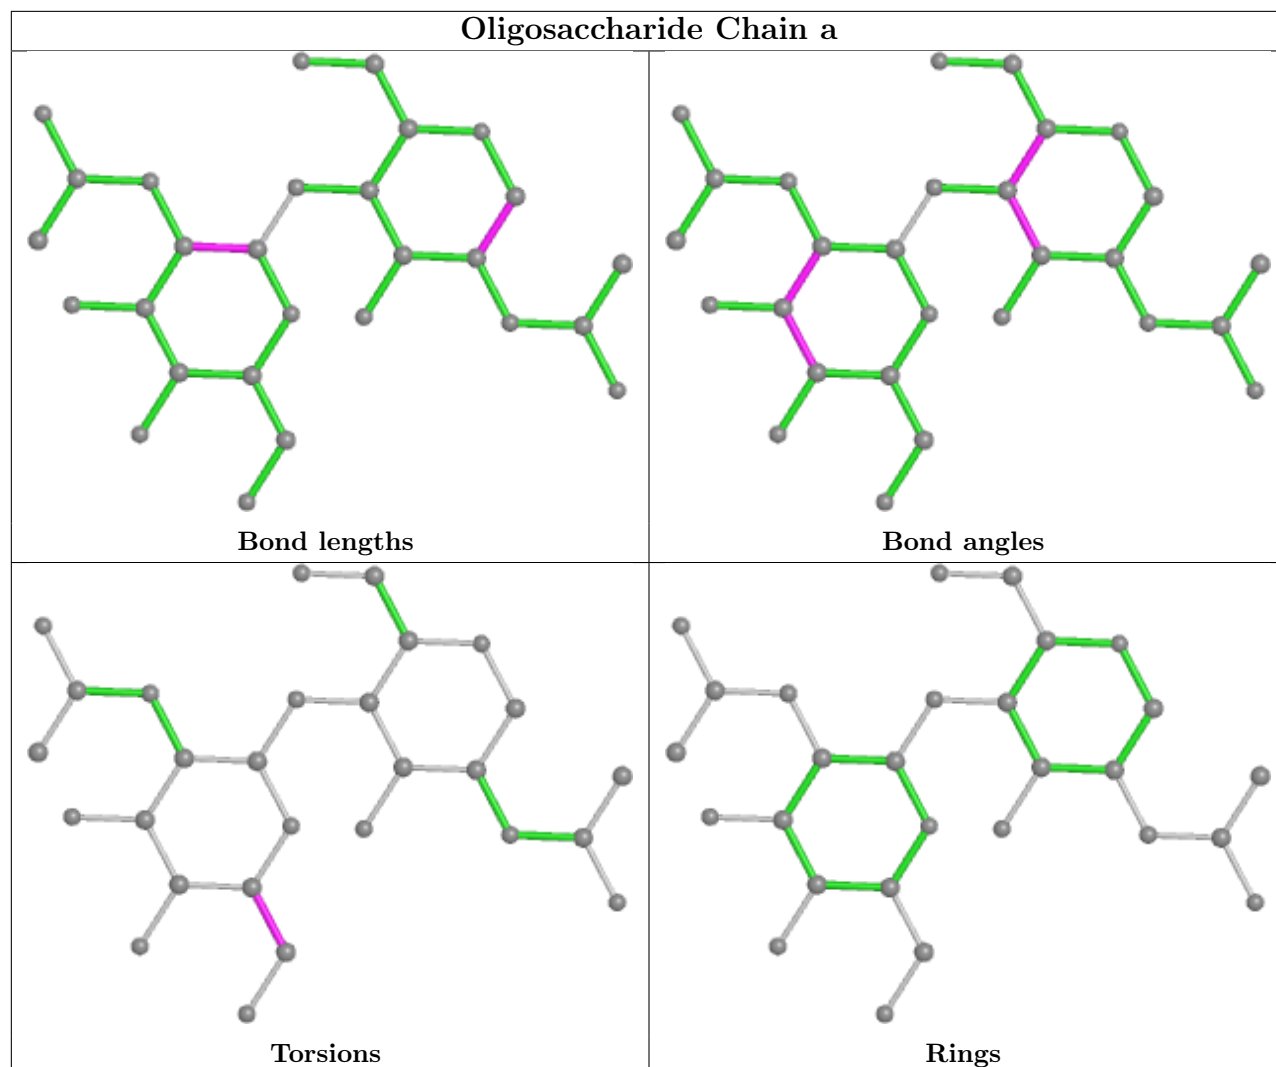 Oligosaccharide Chain a
Bond lengths
Bond angles
Torsions
Rings